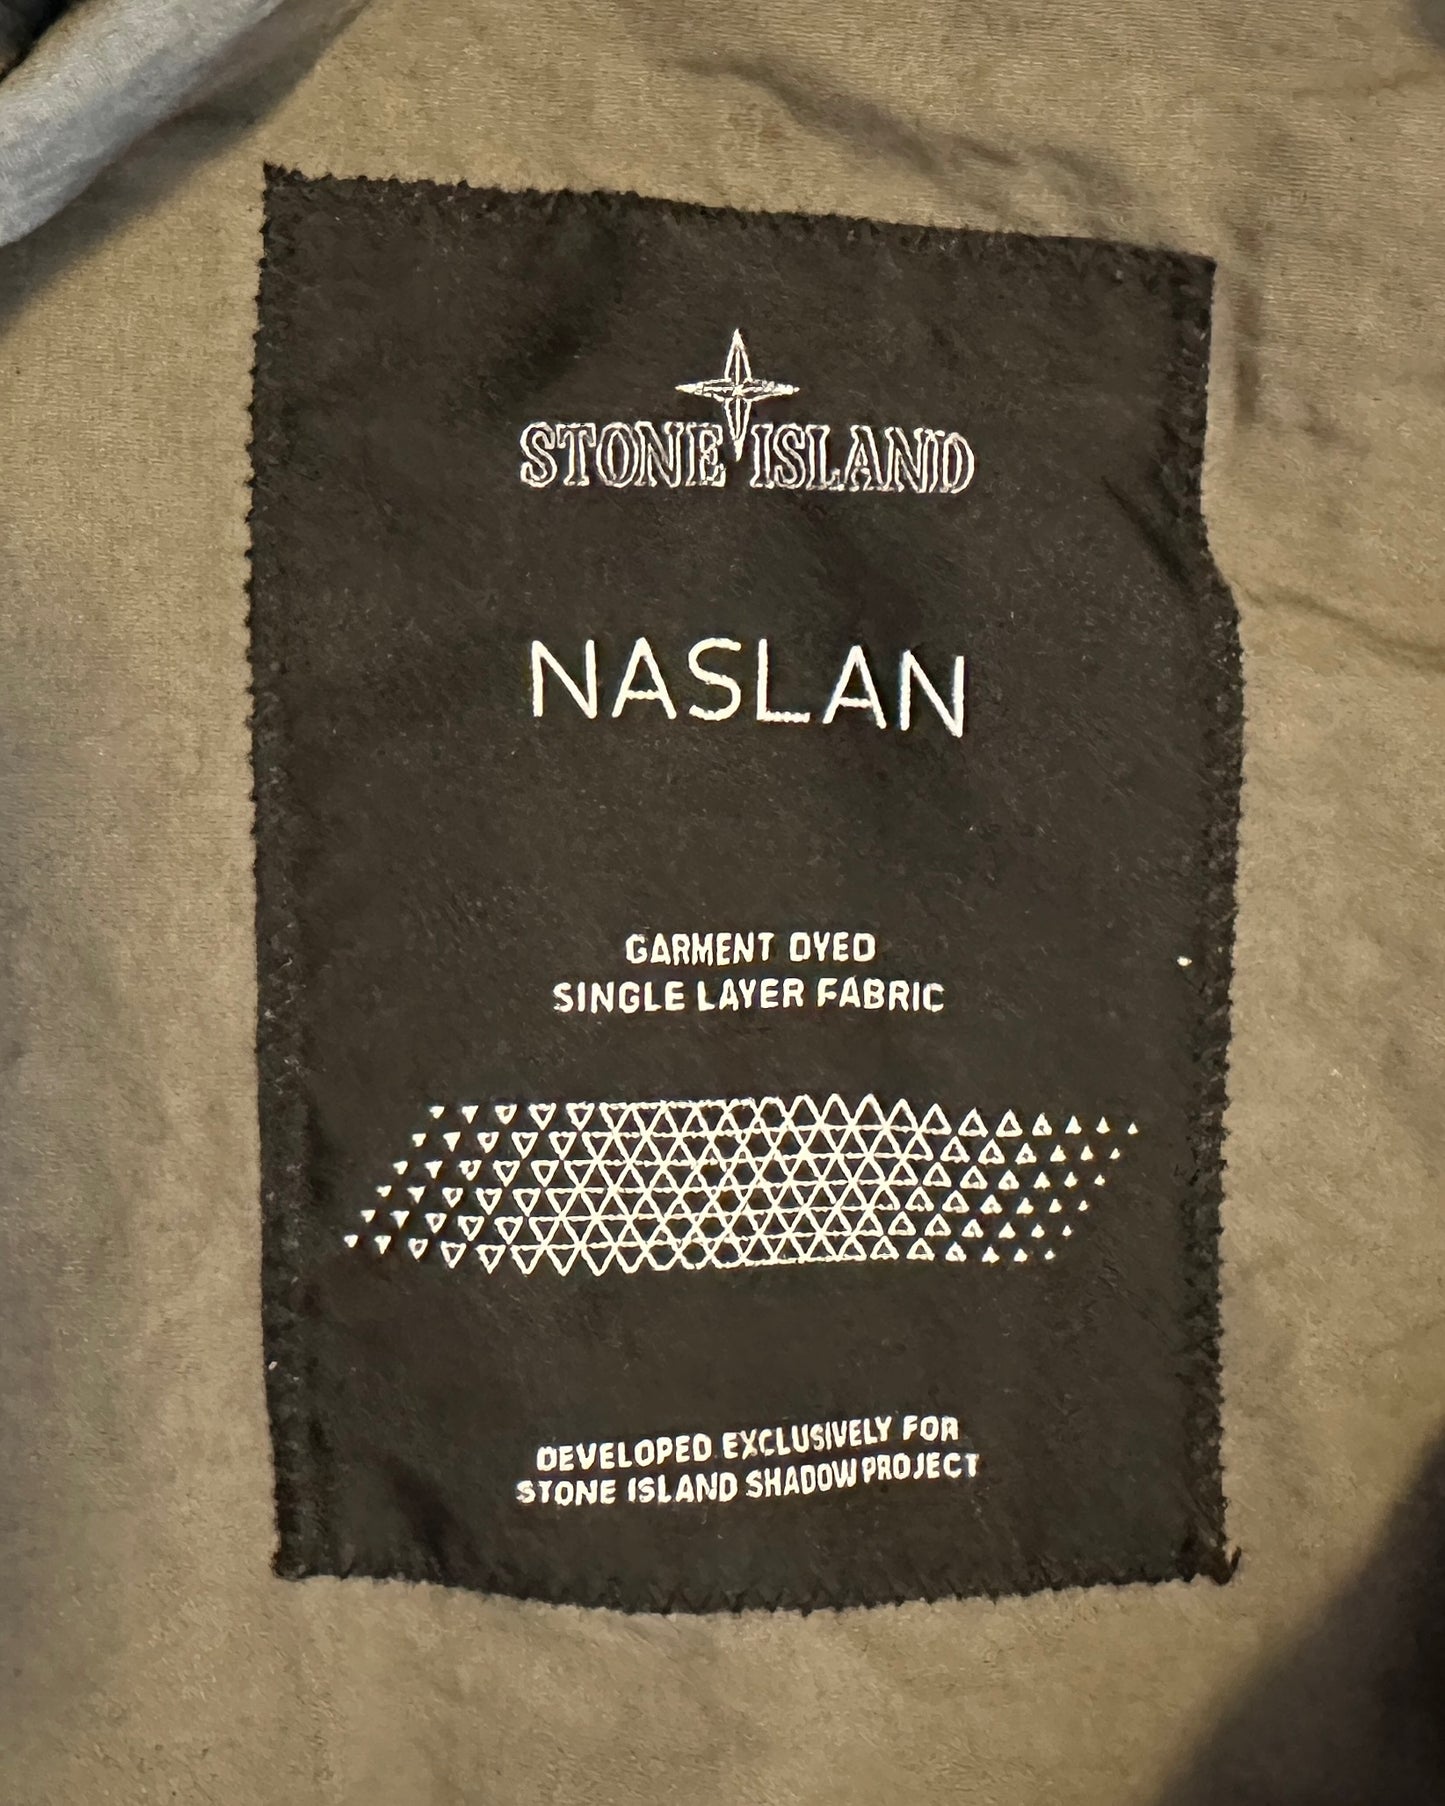 STONE ISLAND
NASLAN
GARMENT DYED
SINGLE LAYER FABRIC
DEVELOPED EXCLUSIVELY FOR
STONE ISLAND SHADOW PROJECT